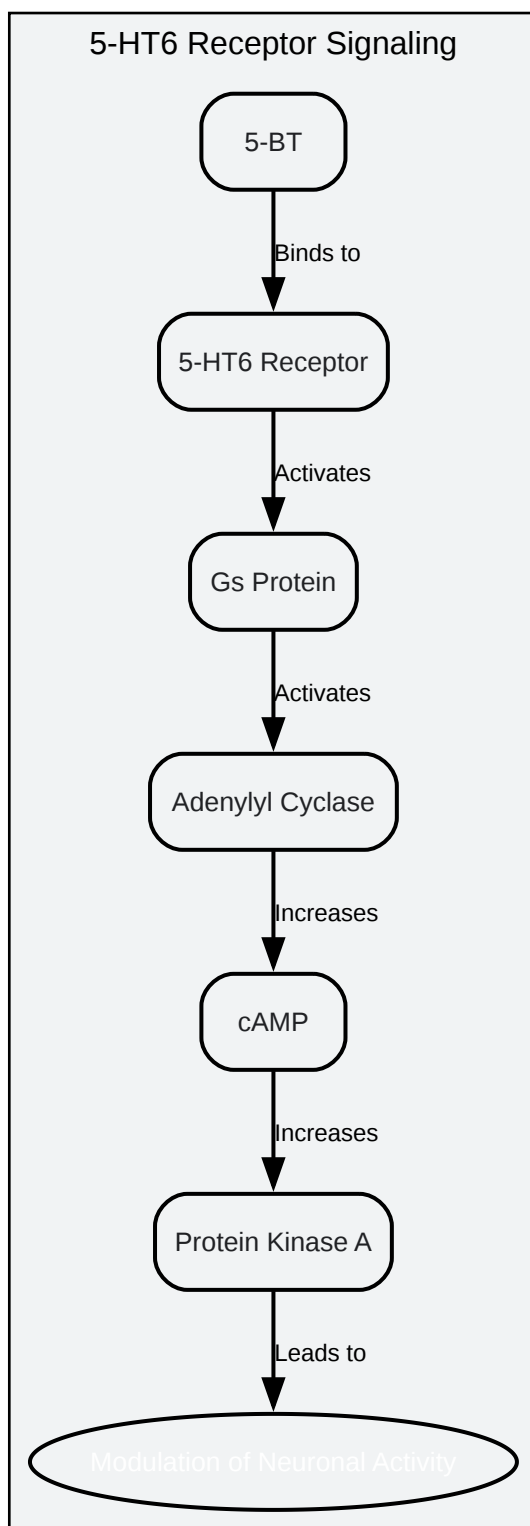 5-HT6 Receptor Signaling
5-BT
Binds to
5-HT6 Receptor
Activates
Gs Protein
Activates
Adenylyl Cyclase
Increases
cAMP
Increases
Protein Kinase A
Leads to
Modulation of Neuronal Activity